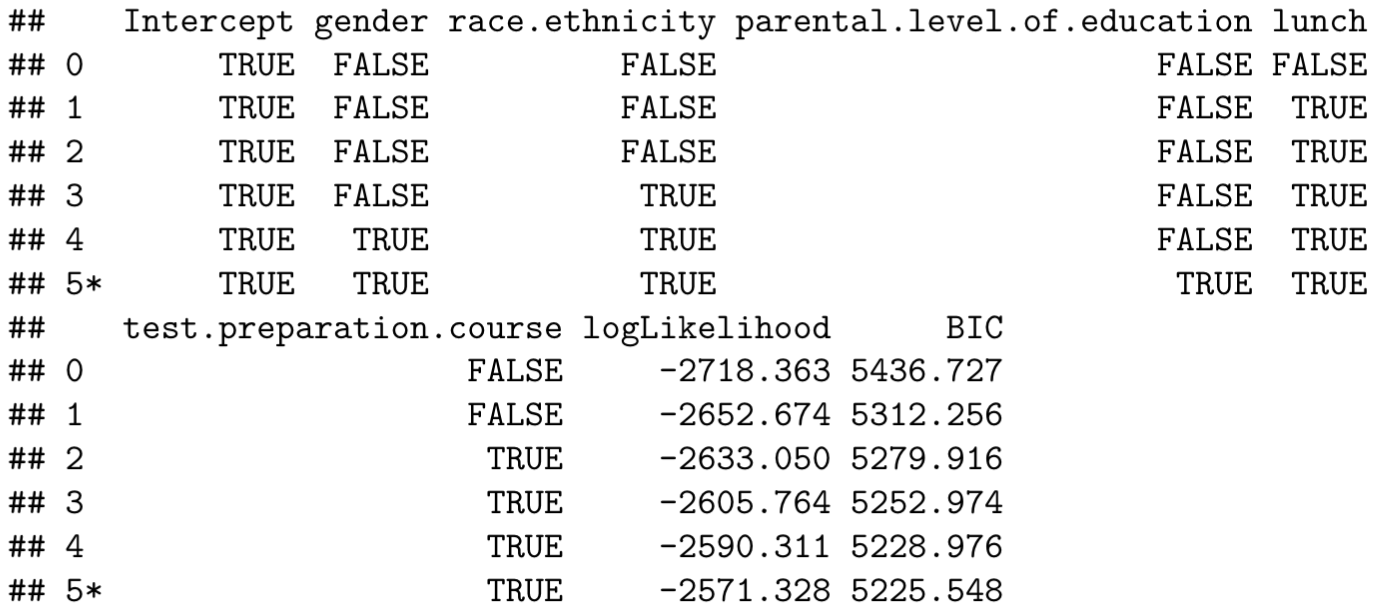 ##    Intercept gender race.ethnicity parental.level.of.education lunch
## 0       TRUE  FALSE          FALSE                       FALSE FALSE
## 1       TRUE  FALSE          FALSE                       FALSE  TRUE
## 2       TRUE  FALSE          FALSE                       FALSE  TRUE
## 3       TRUE  FALSE           TRUE                       FALSE  TRUE
## 4       TRUE   TRUE           TRUE                       FALSE  TRUE
## 5*      TRUE   TRUE           TRUE                        TRUE  TRUE
##    test.preparation.course logLikelihood      BIC
## 0                    FALSE     -2718.363 5436.727
## 1                    FALSE     -2652.674 5312.256
## 2                     TRUE     -2633.050 5279.916
## 3                     TRUE     -2605.764 5252.974
## 4                     TRUE     -2590.311 5228.976
## 5*                    TRUE     -2571.328 5225.548